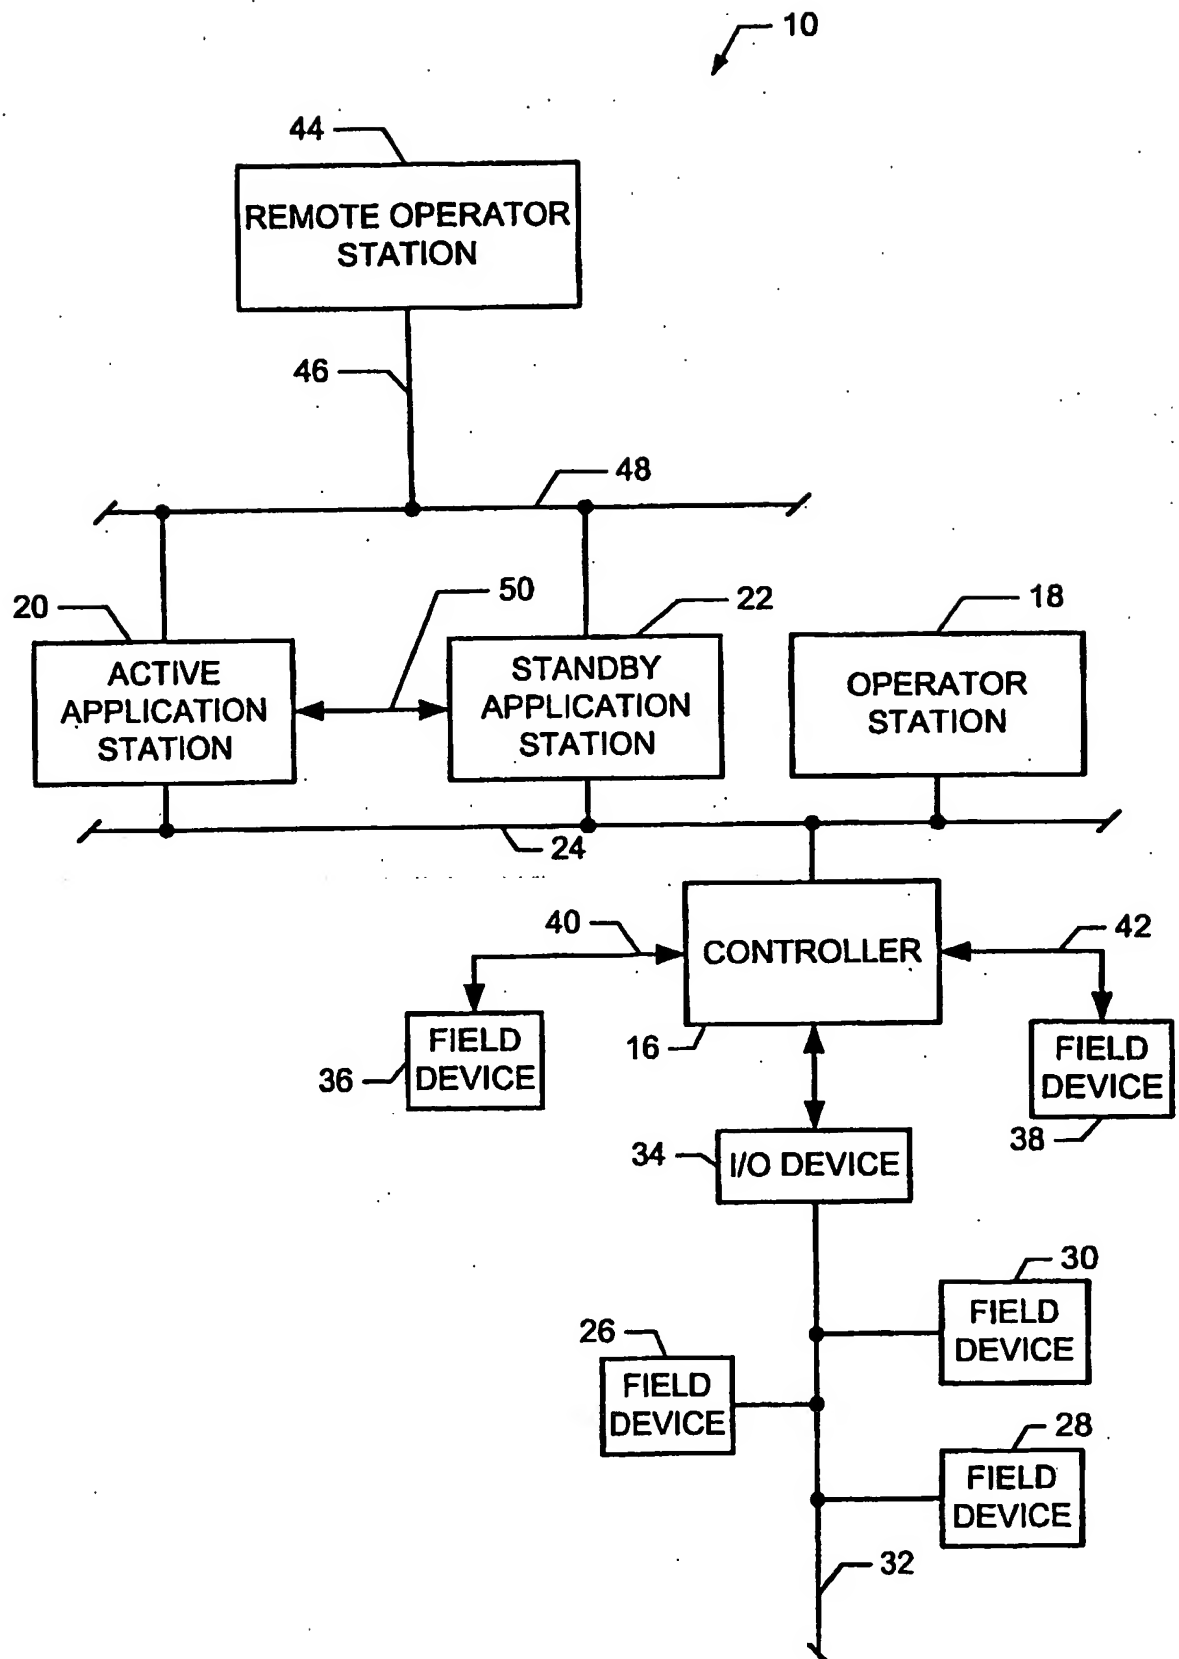 10
44
REMOTE OPERATOR
STATION
46
48
20
50
22
18
ACTIVE
APPLICATION
STATION
STANDBY
APPLICATION
STATION
OPERATOR
STATION
24
40
CONTROLLER
42
16
36
FIELD
DEVICE
FIELD
DEVICE
38
34
I/O DEVICE
30
FIELD
DEVICE
26
FIELD
DEVICE
28
FIELD
DEVICE
32